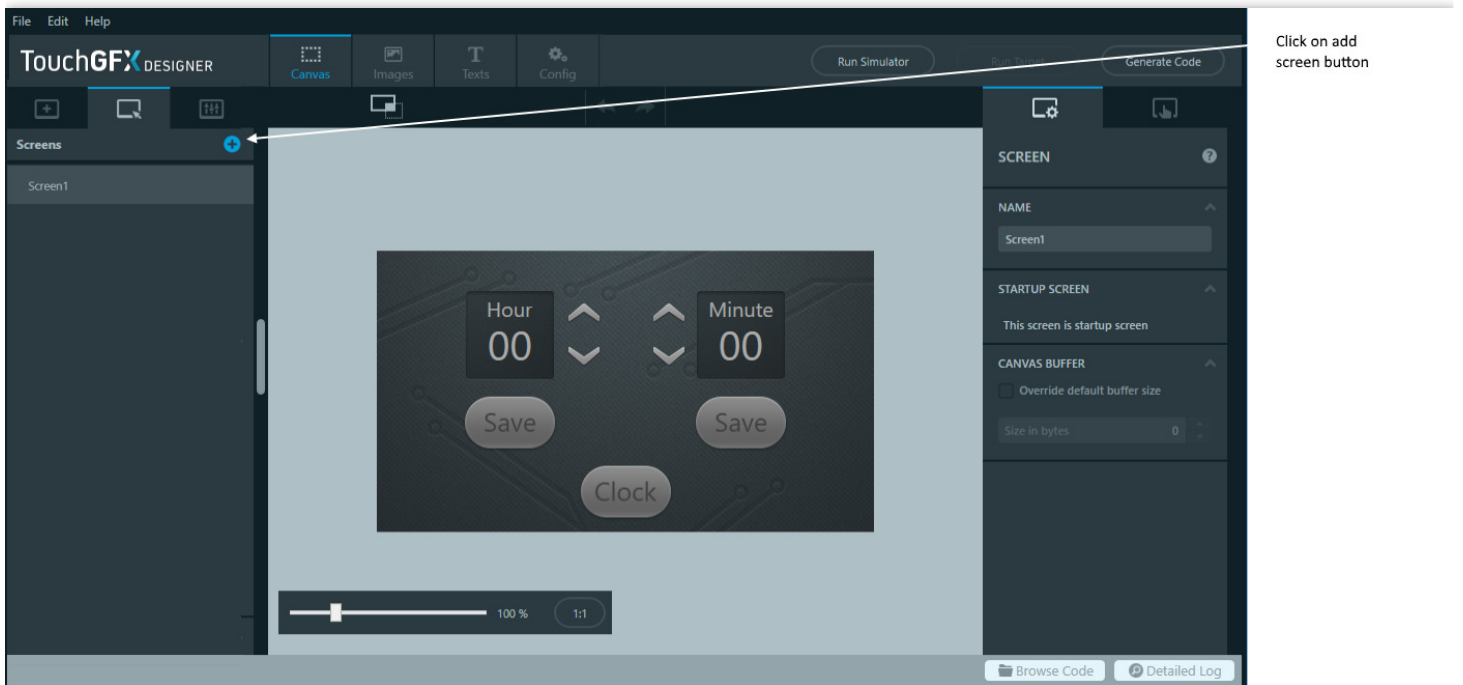 File Edit Help
TouchGFX DESIGNER
Canvas Images Texts Config
Run Simulator Run Target Generate Code
Click on add
screen button
Screens
Screen1
SCREEN
NAME
Screen1
STARTUP SCREEN
This screen is startup screen
CANVAS BUFFER
Override default buffer size
Size in bytes 0
Hour Minute
00 00
Save Save
Clock
100 % 1:1
Browse Code Detailed Log